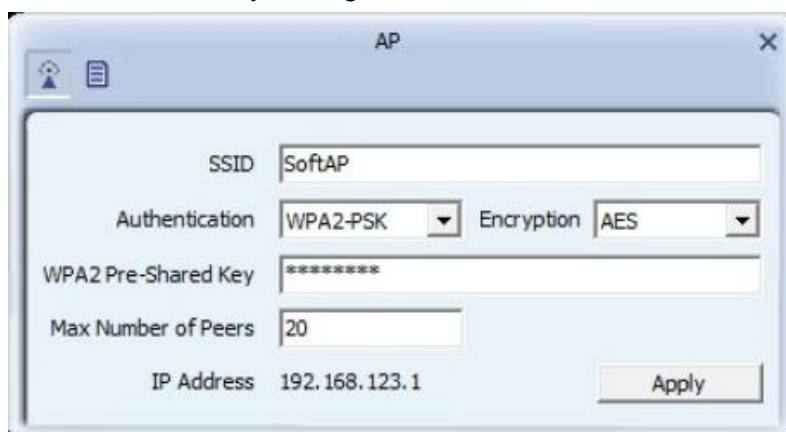 AP
SSID SoftAP
Authentication WPA2-PSK Encryption AES
WPA2 Pre-Shared Key ********
Max Number of Peers 20
IP Address 192.168.123.1 Apply